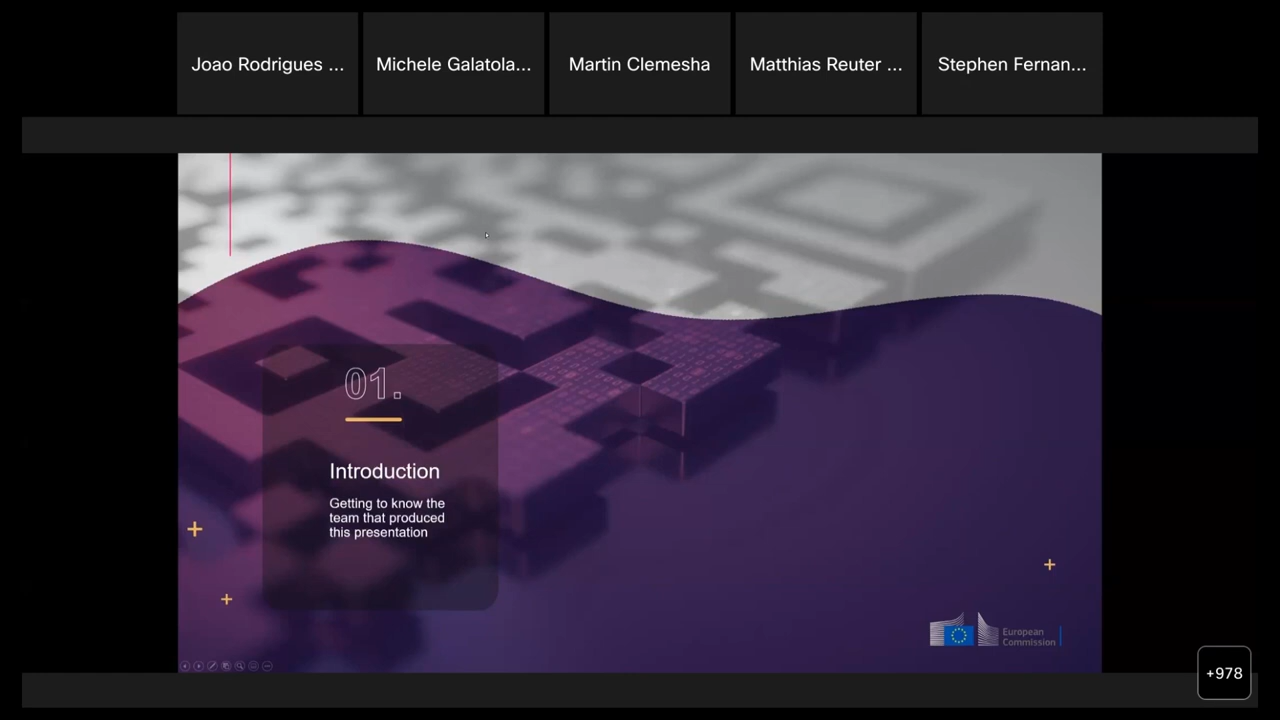 Joao Rodrigues ...
Michele Galatola...
Martin Clemesha
Matthias Reuter ...
Stephen Fernan...
01.
Introduction
Getting to know the
team that produced
this presentation
European
Commission
+978